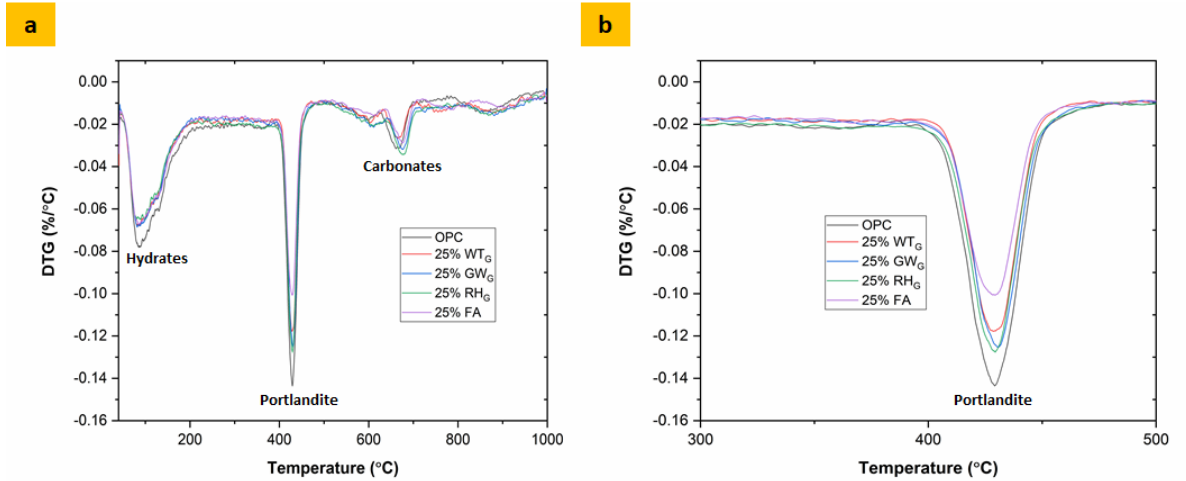 a
0.00
-0.02
-0.04
-0.06
-0.08
-0.10
-0.12
-0.14
-0.16
DTG (%/°C)
Hydrates
Carbonates
OPC
25% WTG
25% GWG
25% RHG
25% FA
Portlandite
200
400
600
800
1000
Temperature (°C)
b
0.00
-0.02
-0.04
-0.06
-0.08
-0.10
-0.12
-0.14
-0.16
DTG (%/°C)
OPC
25% WTG
25% GWG
25% RHG
25% FA
Portlandite
300
400
500
Temperature (°C)